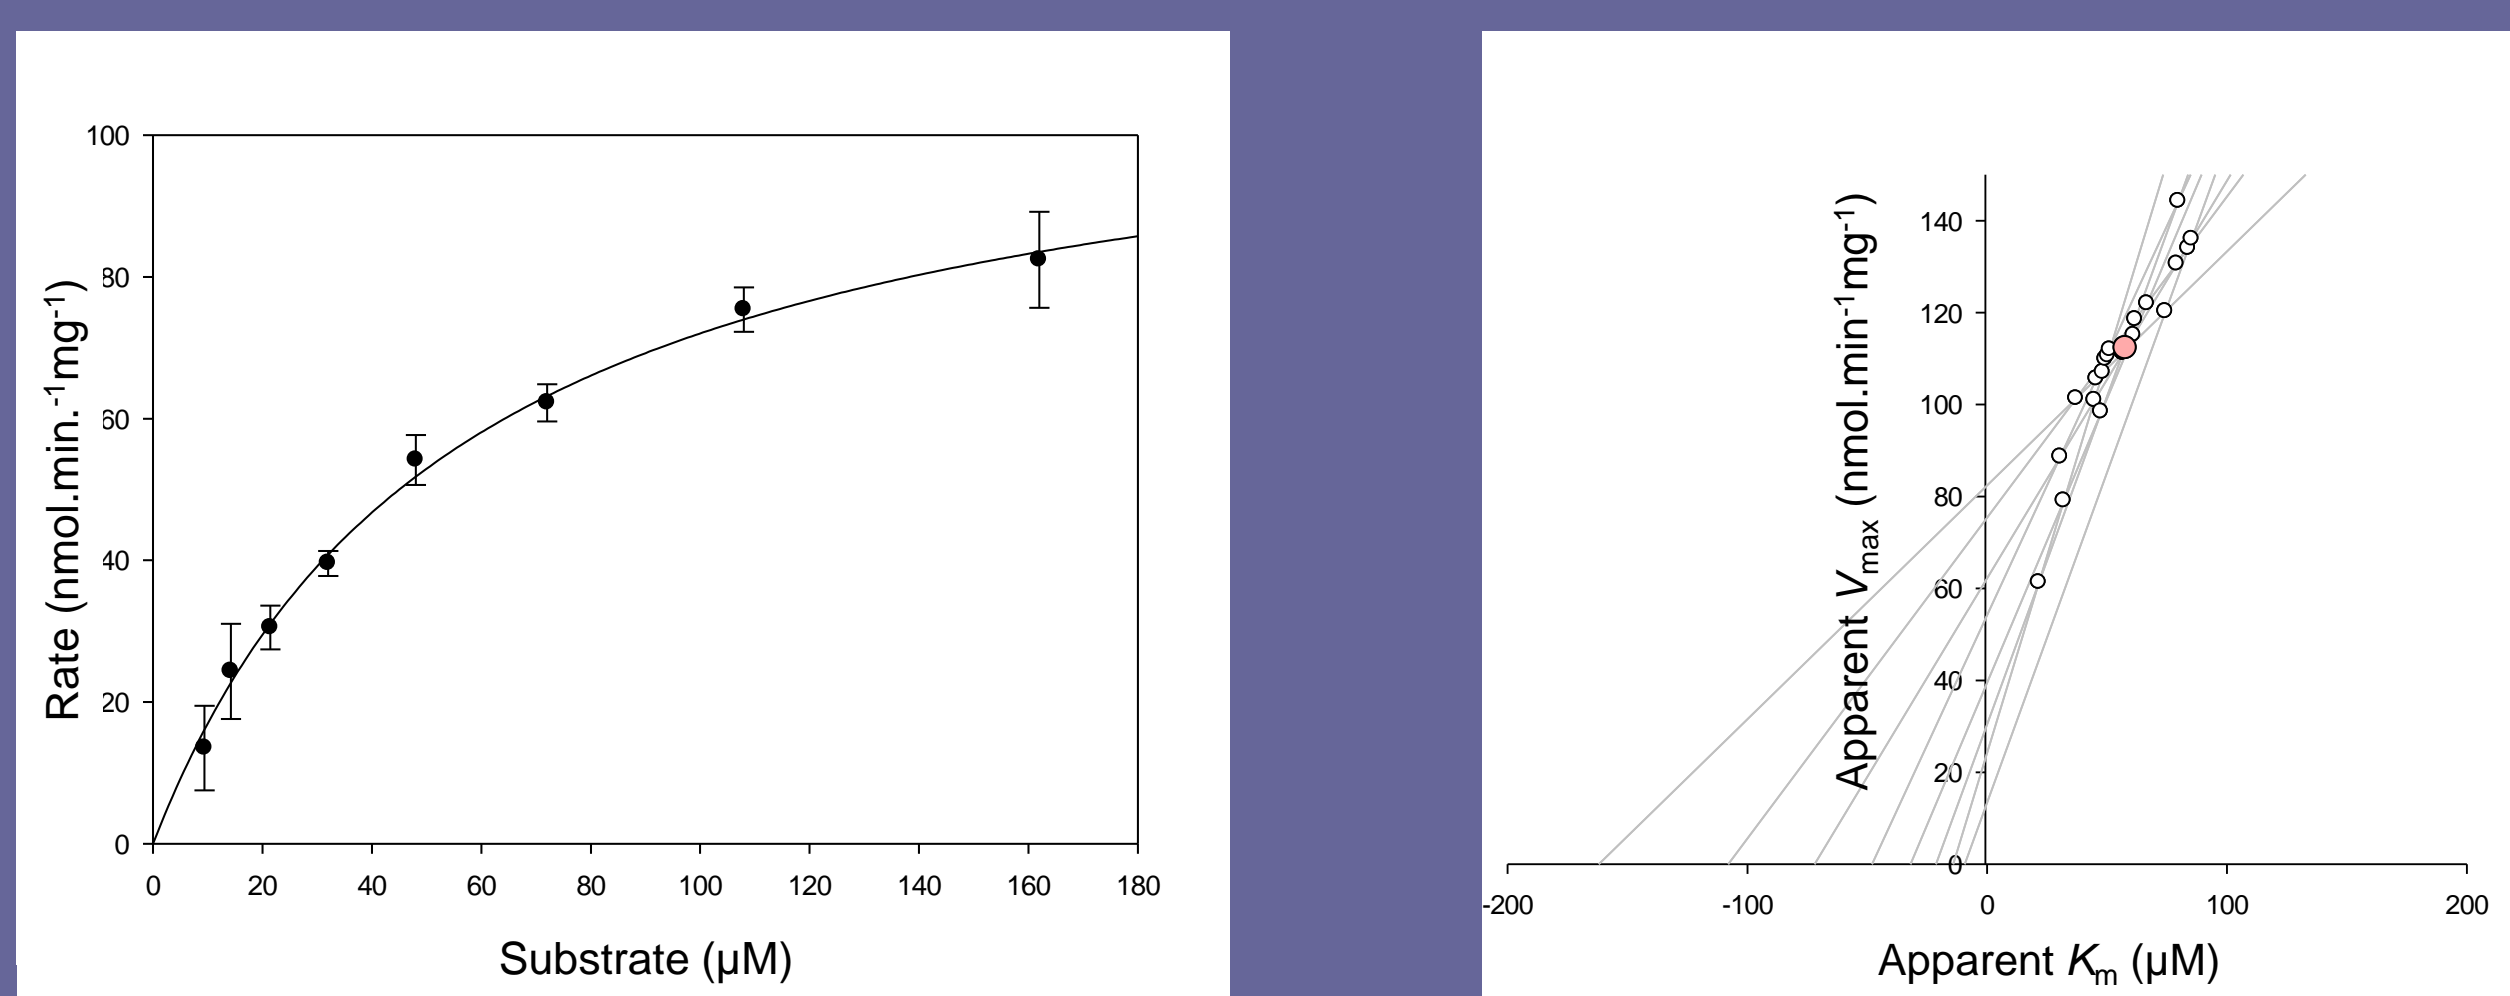 100
80
60
40
20
0
Rate (nmol.min.-1mg-1)
0 20 40 60 80 100 120 140 160 180
Substrate (µM)
140
120
100
80
60
40
20
0
Apparent Vmax (nmol.min-1mg-1)
-200 -100 0 100 200
Apparent Km (µM)